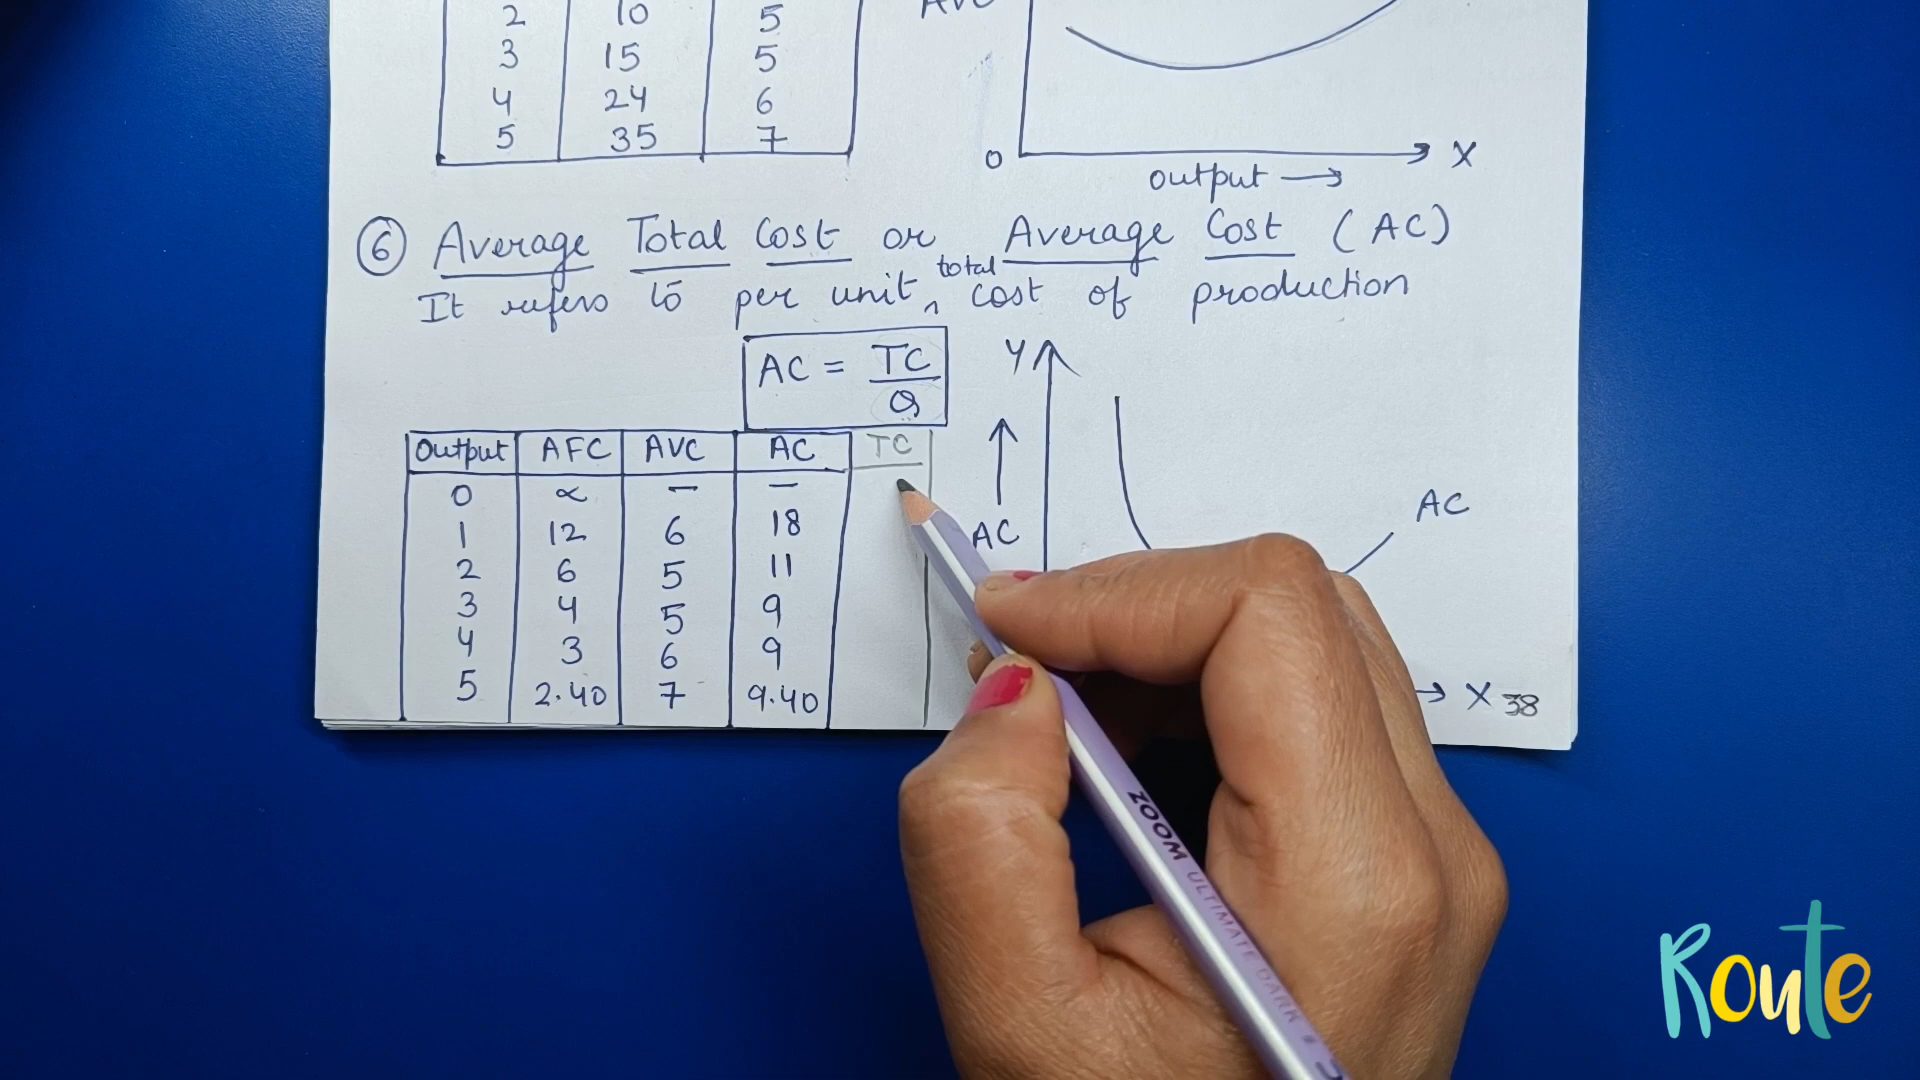 2 10 5
3 15 5
4 24 6
5 35 7
0 X
output →
⑥ Average Total Cost or Average Cost (AC)
It refers to per unit ‸ total cost of production
AC = TC / Q
Y
Output AFC AVC AC TC
0 ∝ — —
1 12 6 18
2 6 5 11
3 4 5 9
4 3 6 9
5 2.40 7 9.40
AC
AC
→ X 38
ZOOM ULTIMATE DARK
Route